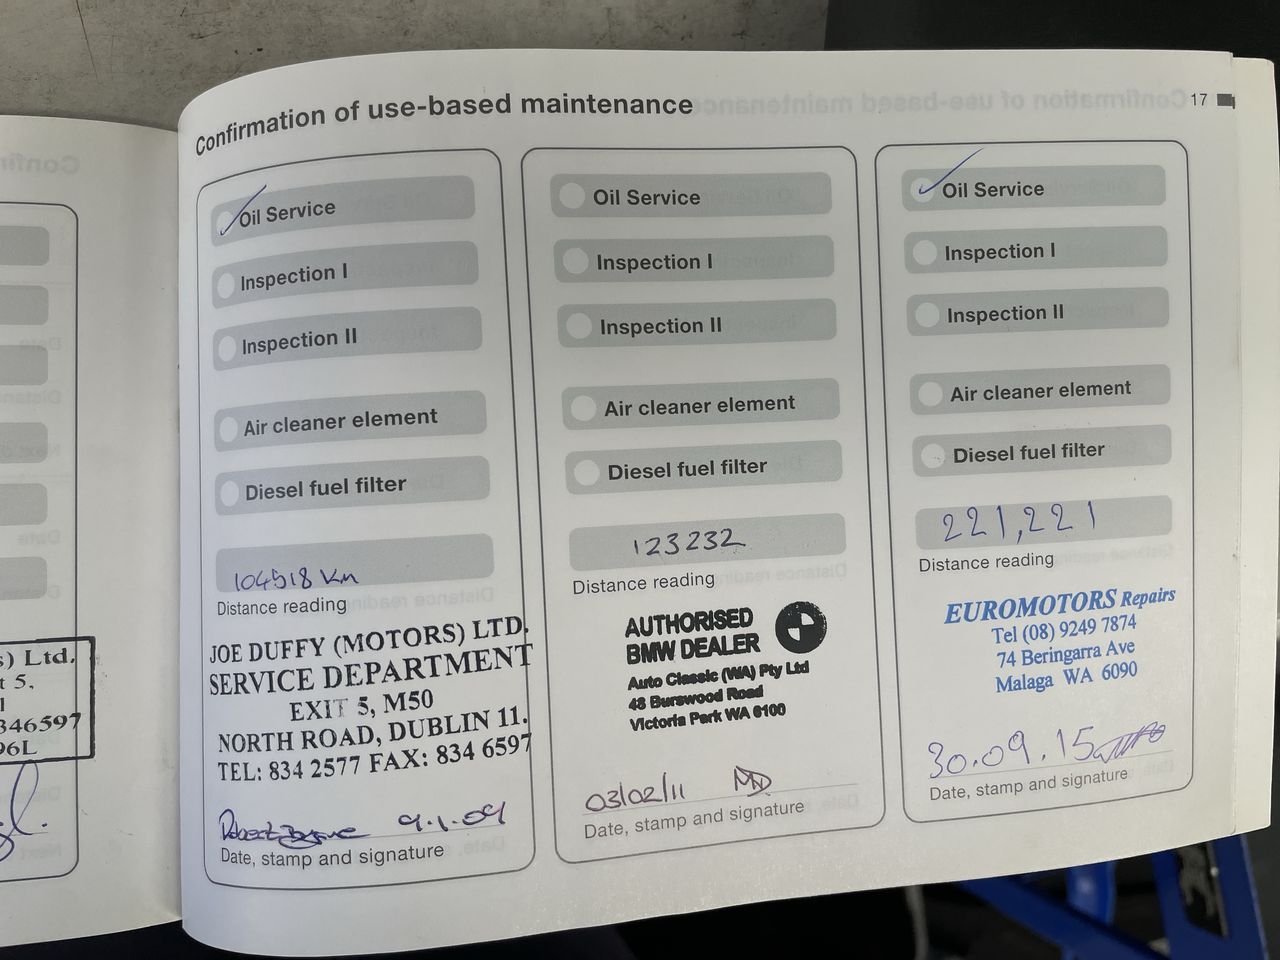 Confirmation of use-based maintenance
17
Oil Service
Inspection I
Inspection II
Air cleaner element
Diesel fuel filter
104518 Km
Distance reading
JOE DUFFY (MOTORS) LTD.
SERVICE DEPARTMENT
EXIT 5, M50
NORTH ROAD, DUBLIN 11.
TEL: 834 2577 FAX: 834 6597
9.1.09
Date, stamp and signature
Oil Service
Inspection I
Inspection II
Air cleaner element
Diesel fuel filter
123232
Distance reading
AUTHORISED
BMW DEALER
Auto Classic (WA) Pty Ltd
48 Burswood Road
Victoria Park WA 6100
03/02/11
Date, stamp and signature
Oil Service
Inspection I
Inspection II
Air cleaner element
Diesel fuel filter
221,221
Distance reading
EUROMOTORS Repairs
Tel (08) 9249 7874
74 Beringarra Ave
Malaga WA 6090
30.09.15
Date, stamp and signature
s) Ltd.
t 5,
346597
96L